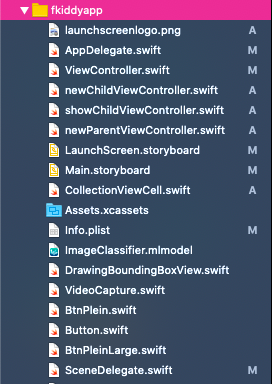 fkiddyapp
launchscreenlogo.png A
AppDelegate.swift M
ViewController.swift M
newChildViewController.swift A
showChildViewController.swift A
newParentViewController.swift A
LaunchScreen.storyboard M
Main.storyboard M
CollectionViewCell.swift A
Assets.xcassets
Info.plist M
ImageClassifier.mlmodel
DrawingBoundingBoxView.swift
VideoCapture.swift
BtnPlein.swift
Button.swift
BtnPleinLarge.swift
SceneDelegate.swift M